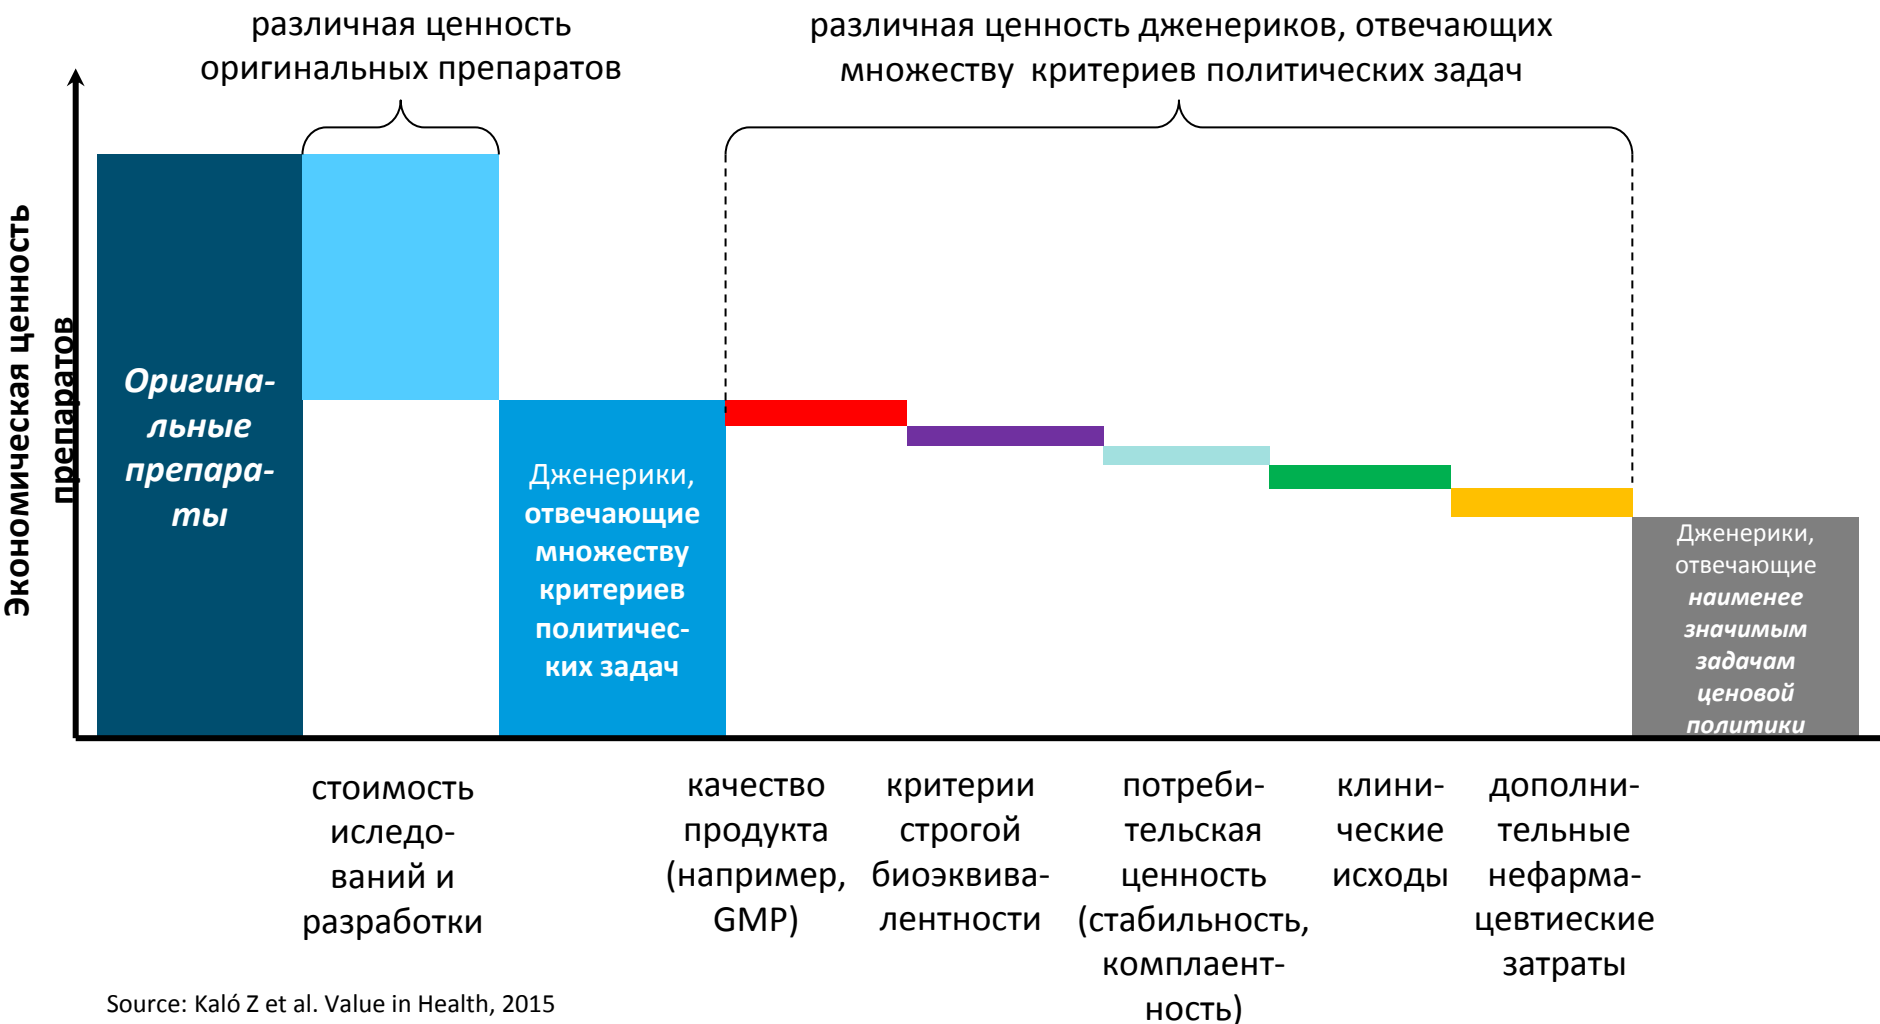 различная ценность
оригинальных препаратов
различная ценность дженериков, отвечающих
множеству критериев политических задач
Экономическая ценность
препаратов
Оригина-
льные
препара-
ты
Дженерики,
отвечающие
множеству
критериев
политичес-
ких задач
Дженерики,
отвечающие
наименее
значимым
задачам
ценовой
политики
стоимость
иследо-
ваний и
разработки
качество
продукта
(например,
GMP)
критерии
строгой
биоэквива-
лентности
потреби-
тельская
ценность
(стабильность,
комплаент-
ность)
клини-
ческие
исходы
дополни-
тельные
нефарма-
цевтиеские
затраты
Source: Kaló Z et al. Value in Health, 2015